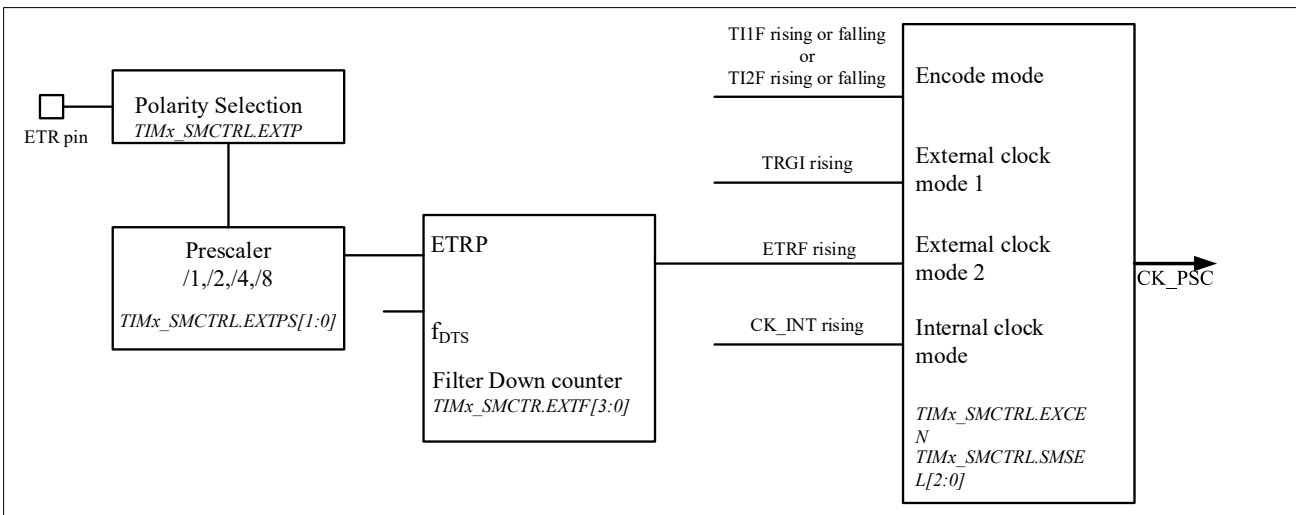 ETR pin
Polarity Selection
TIMx_SMCTRL.EXTP
Prescaler
/1,/2,/4,/8
TIMx_SMCTRL.EXTPS[1:0]
ETRP
fDTS
Filter Down counter
TIMx_SMCTR.EXTF[3:0]
TI1F rising or falling
or
TI2F rising or falling
TRGI rising
ETRF rising
CK_INT rising
Encode mode
External clock
mode 1
External clock
mode 2
Internal clock
mode
TIMx_SMCTRL.EXCE
N
TIMx_SMCTRL.SMSE
L[2:0]
CK_PSC